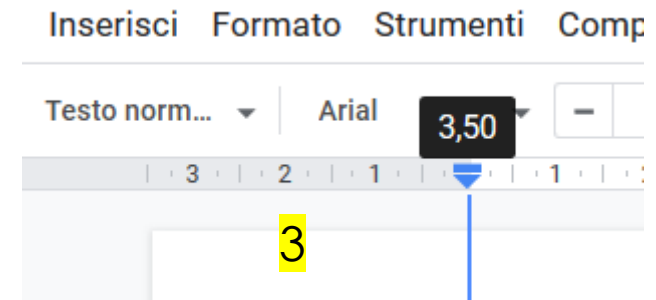 Inserisci Formato Strumenti Comp
Testo norm... Arial
3,50
3 2 1 1
3